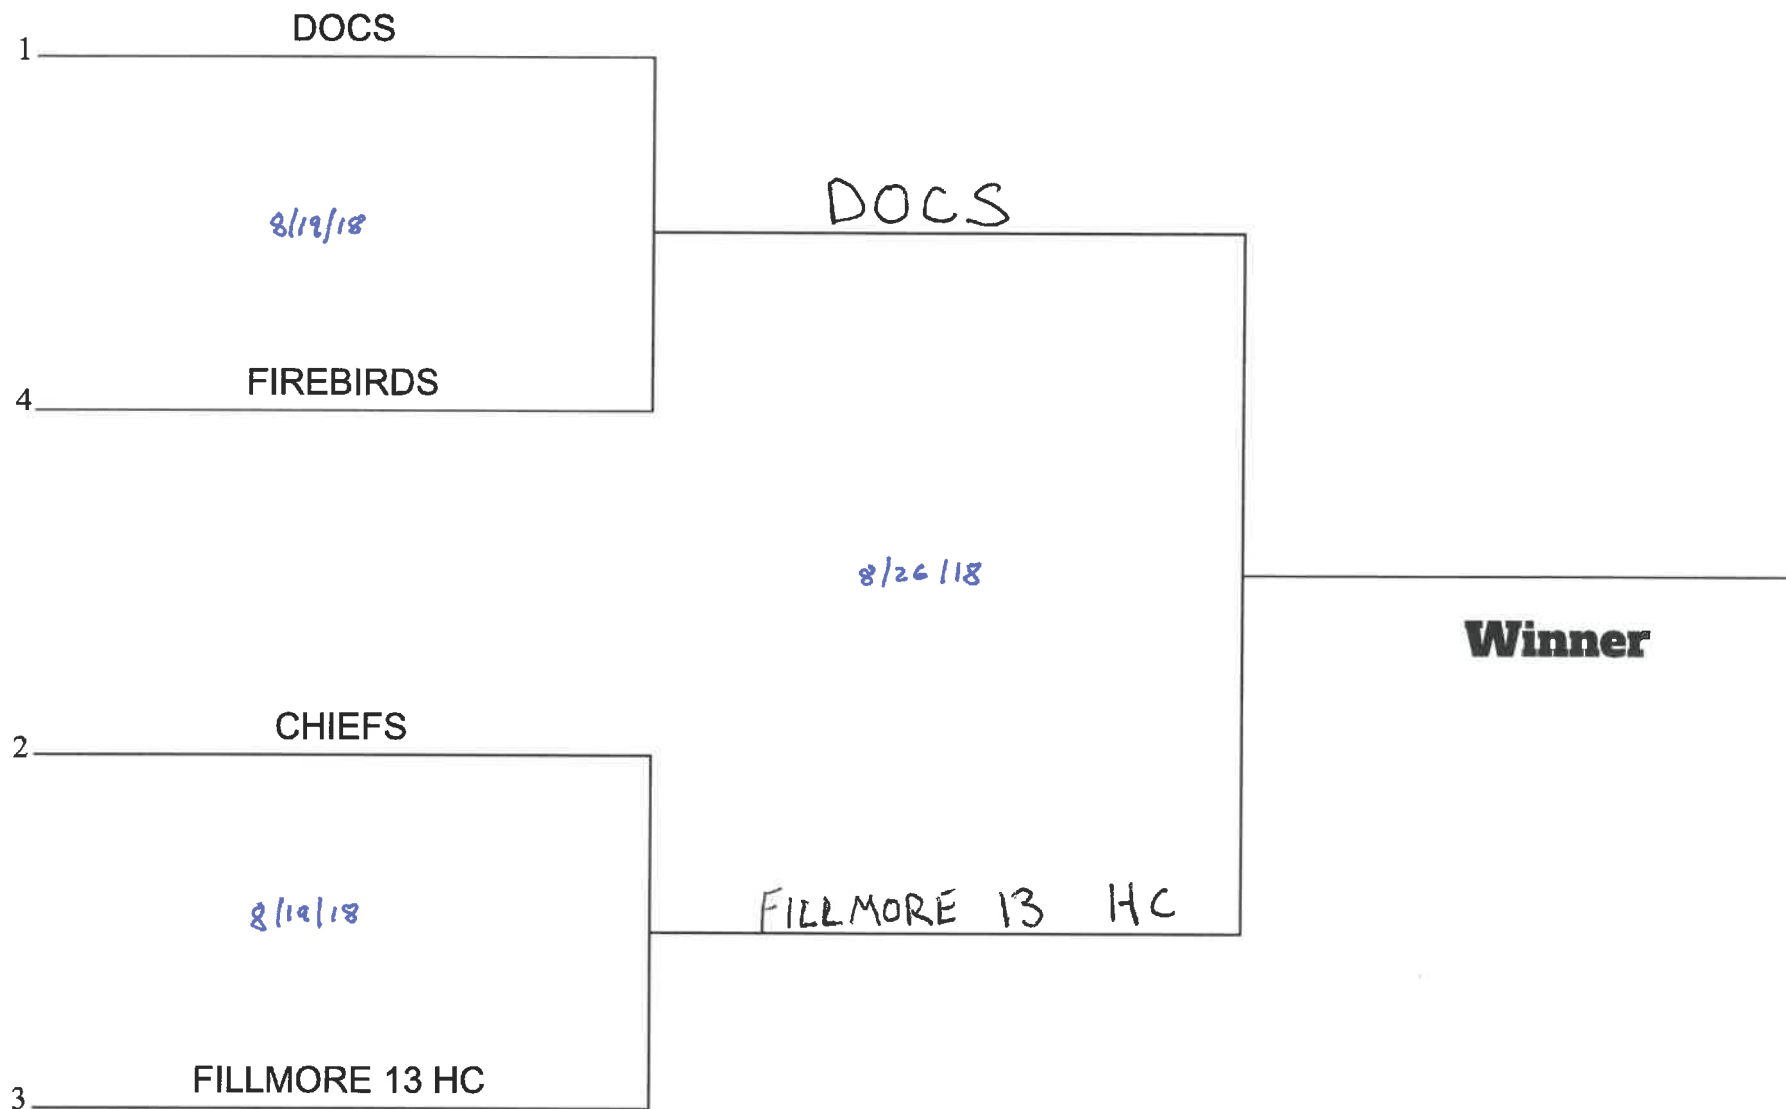 DOCS
1
8/19/18
DOCS
FIREBIRDS
4
8/26/18
Winner
CHIEFS
2
8/19/18
FILLMORE 13 HC
FILLMORE 13 HC
3